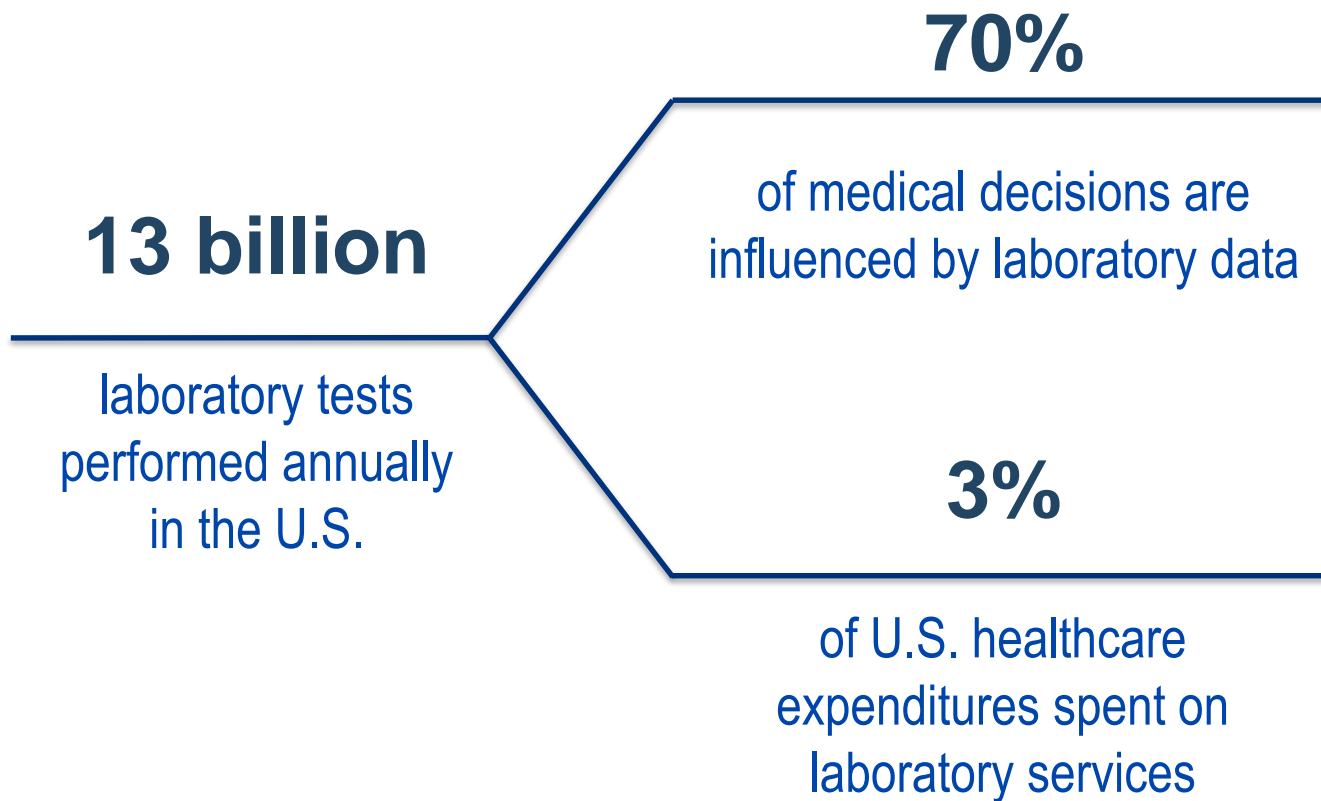 13 billion
laboratory tests
performed annually
in the U.S.
70%
of medical decisions are
influenced by laboratory data
3%
of U.S. healthcare
expenditures spent on
laboratory services